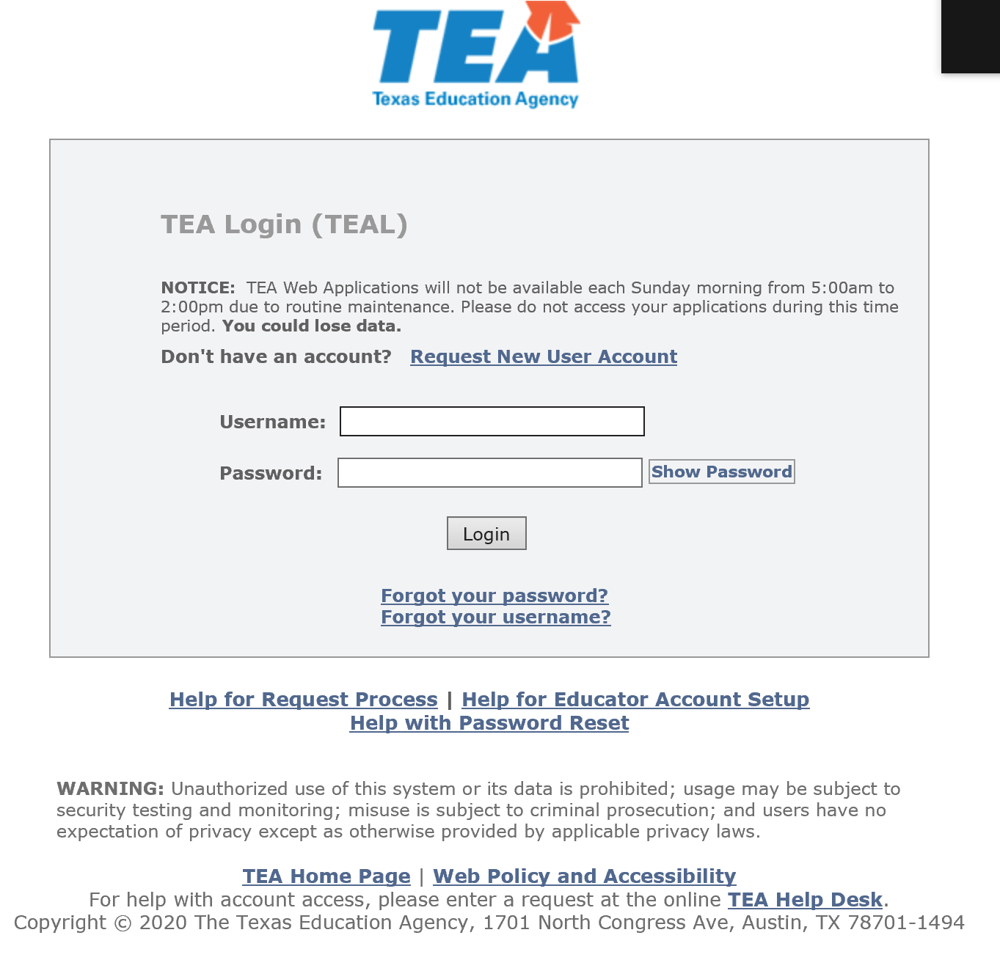 TEA
Texas Education Agency
TEA Login (TEAL)
NOTICE: TEA Web Applications will not be available each Sunday morning from 5:00am to
2:00pm due to routine maintenance. Please do not access your applications during this time
period. You could lose data.
Don't have an account? Request New User Account
Username:
Password: Show Password
Login
Forgot your password?
Forgot your username?
Help for Request Process | Help for Educator Account Setup
Help with Password Reset
WARNING: Unauthorized use of this system or its data is prohibited; usage may be subject to
security testing and monitoring; misuse is subject to criminal prosecution; and users have no
expectation of privacy except as otherwise provided by applicable privacy laws.
TEA Home Page | Web Policy and Accessibility
For help with account access, please enter a request at the online TEA Help Desk.
Copyright © 2020 The Texas Education Agency, 1701 North Congress Ave, Austin, TX 78701-1494